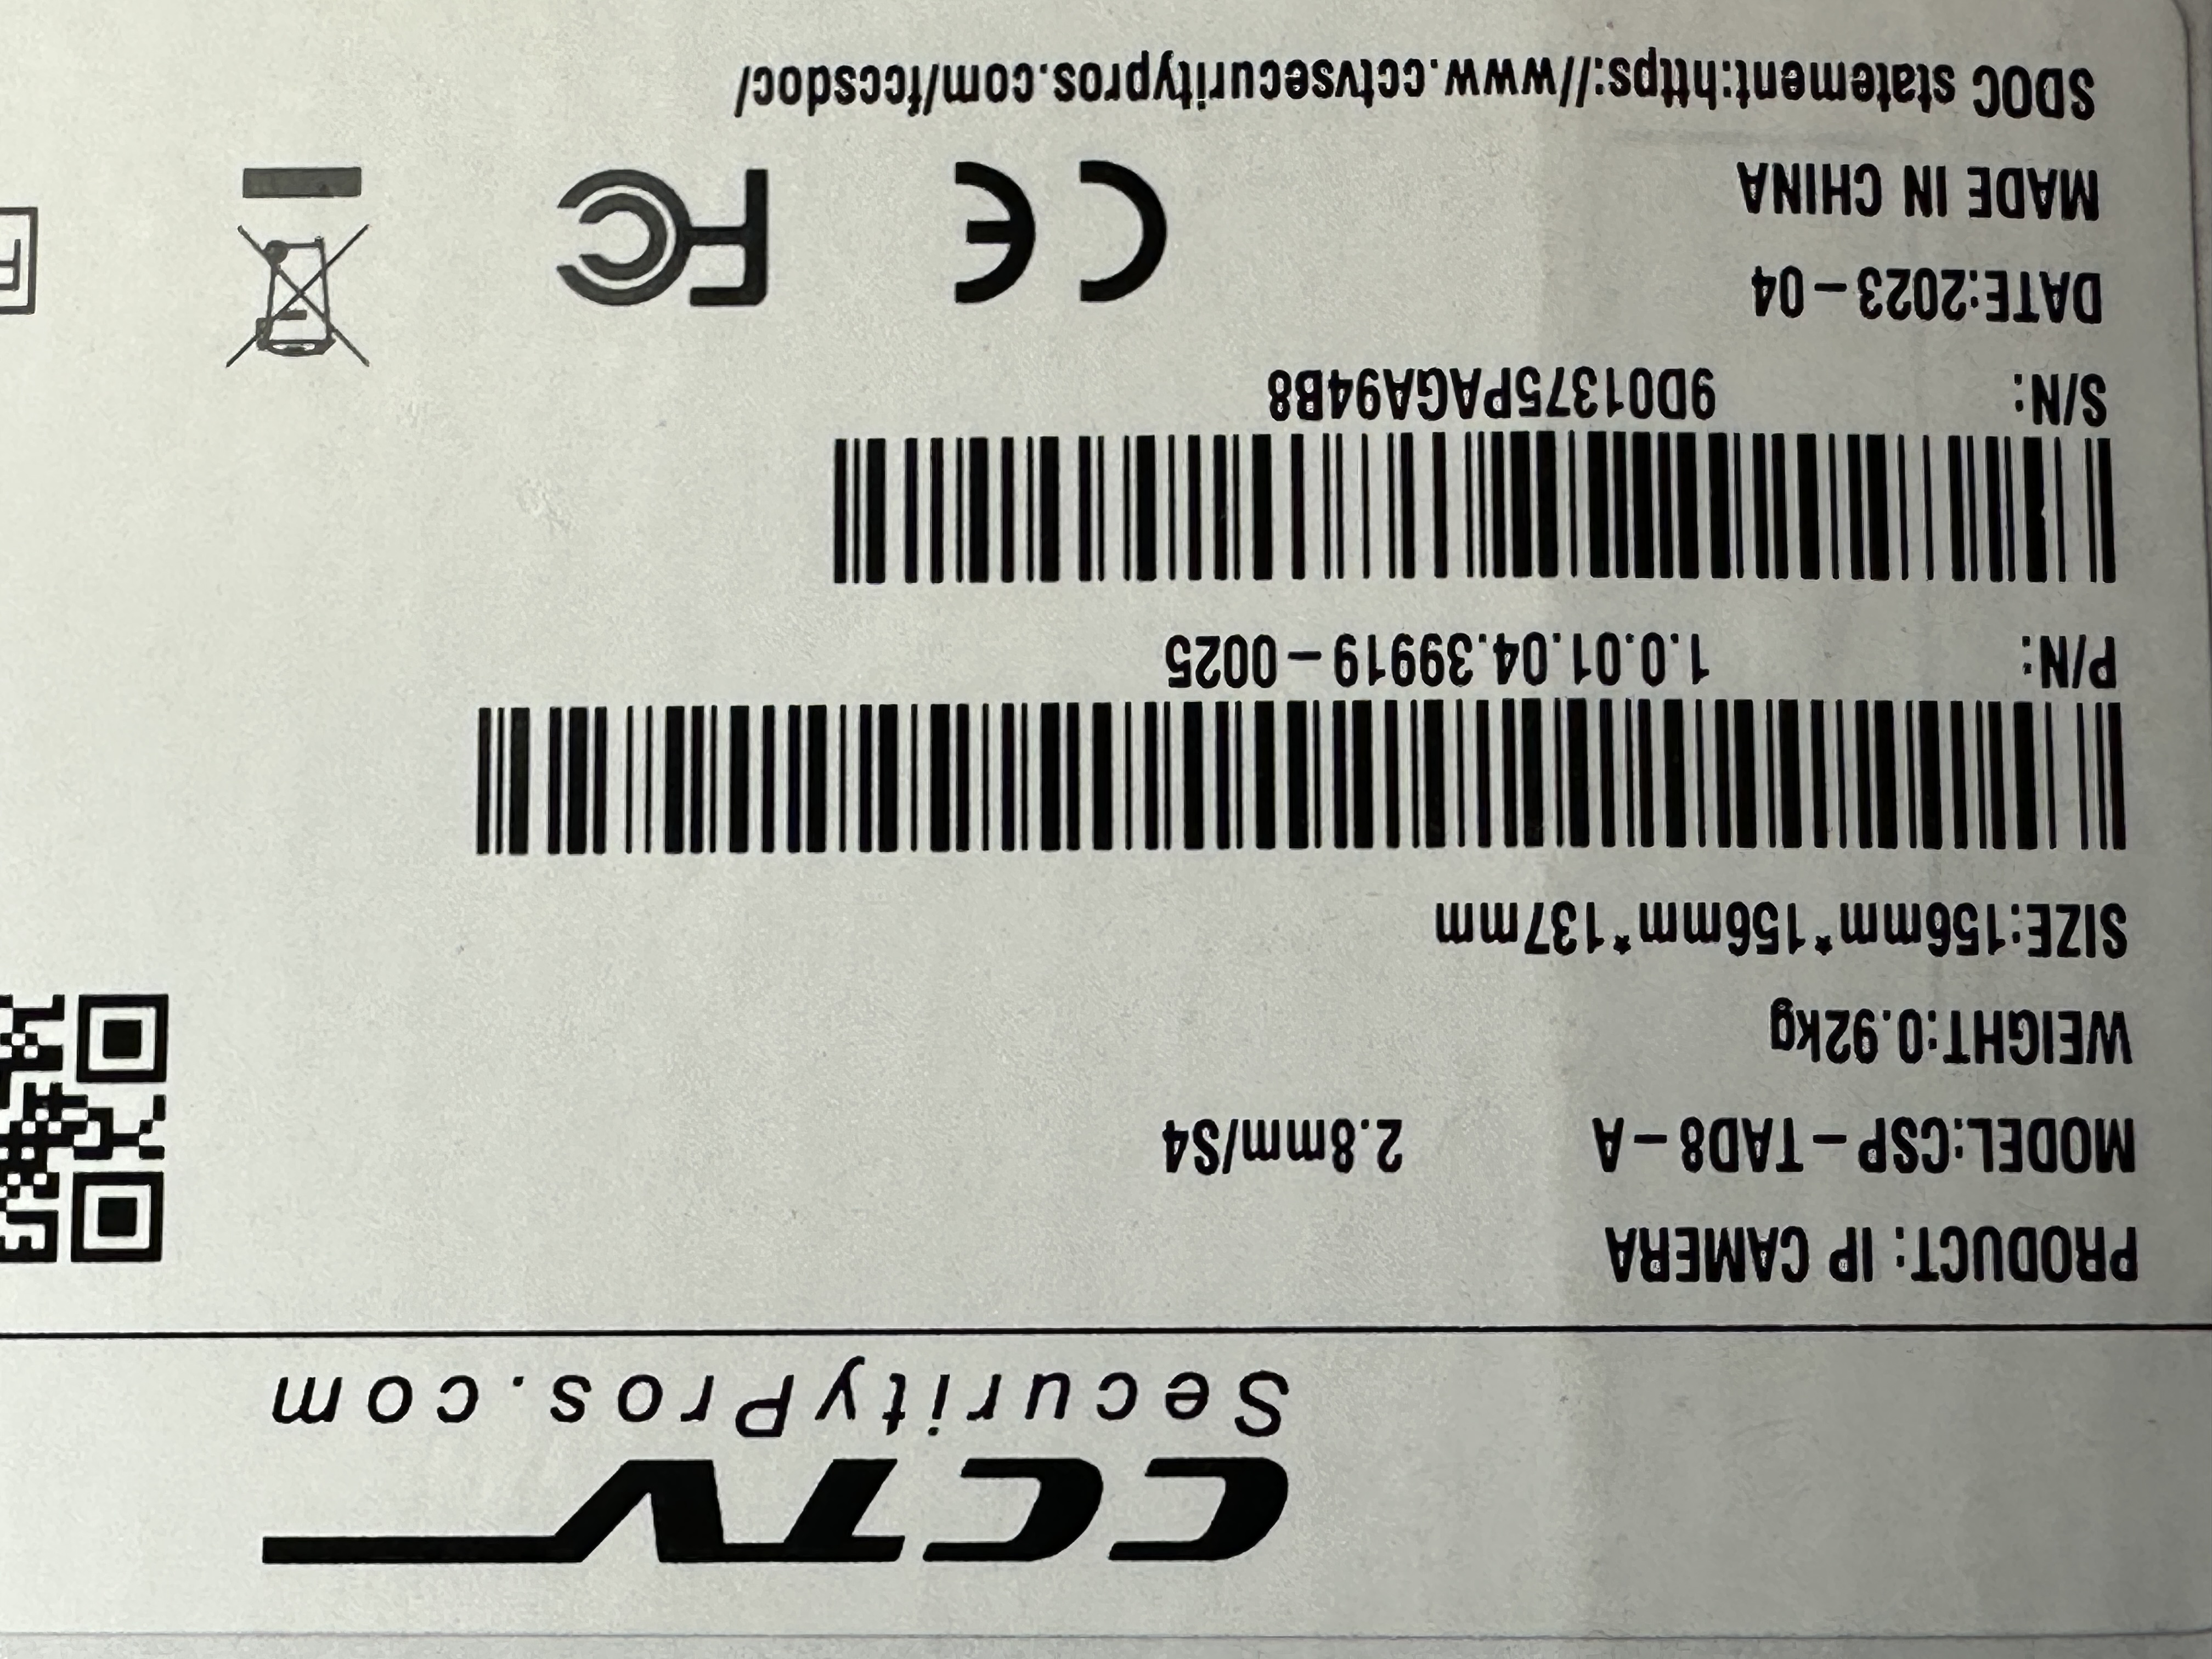 CCTV
SecurityPros.com
PRODUCT: IP CAMERA
MODEL:CSP-TAD8-A 2.8mm/S4
WEIGHT:0.92kg
SIZE:156mm*156mm*137mm
P/N: 1.0.01.04.39919-0025
S/N: 9D01375PAGA94B8
DATE:2023-04
MADE IN CHINA
CE FC
SDOC statement:https://www.cctvsecuritypros.com/fccsdoc/